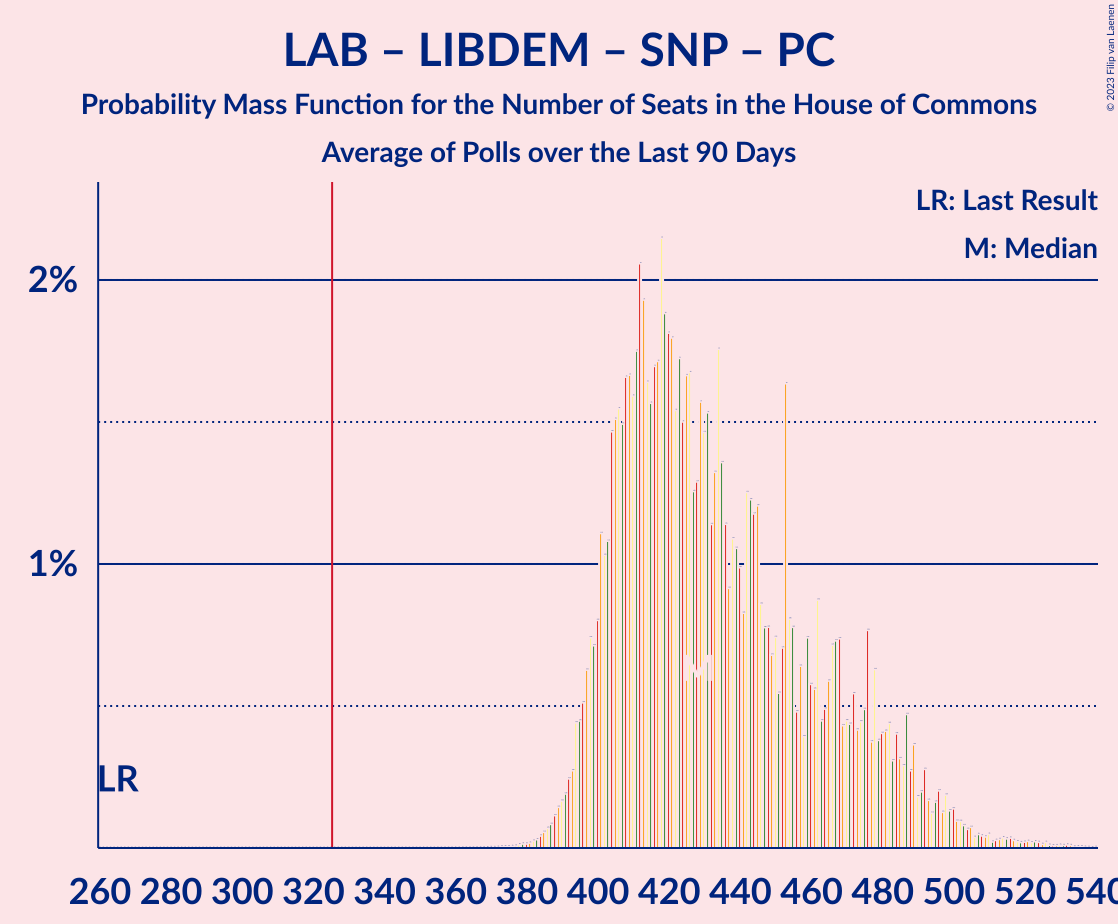 LAB – LIBDEM – SNP – PC
Probability Mass Function for the Number of Seats in the House of Commons
Average of Polls over the Last 90 Days
© 2023 Filip van Laenen
LR: Last Result
M: Median
2%
1%
LR
260 280 300 320 340 360 380 400 420 440 460 480 500 520 540